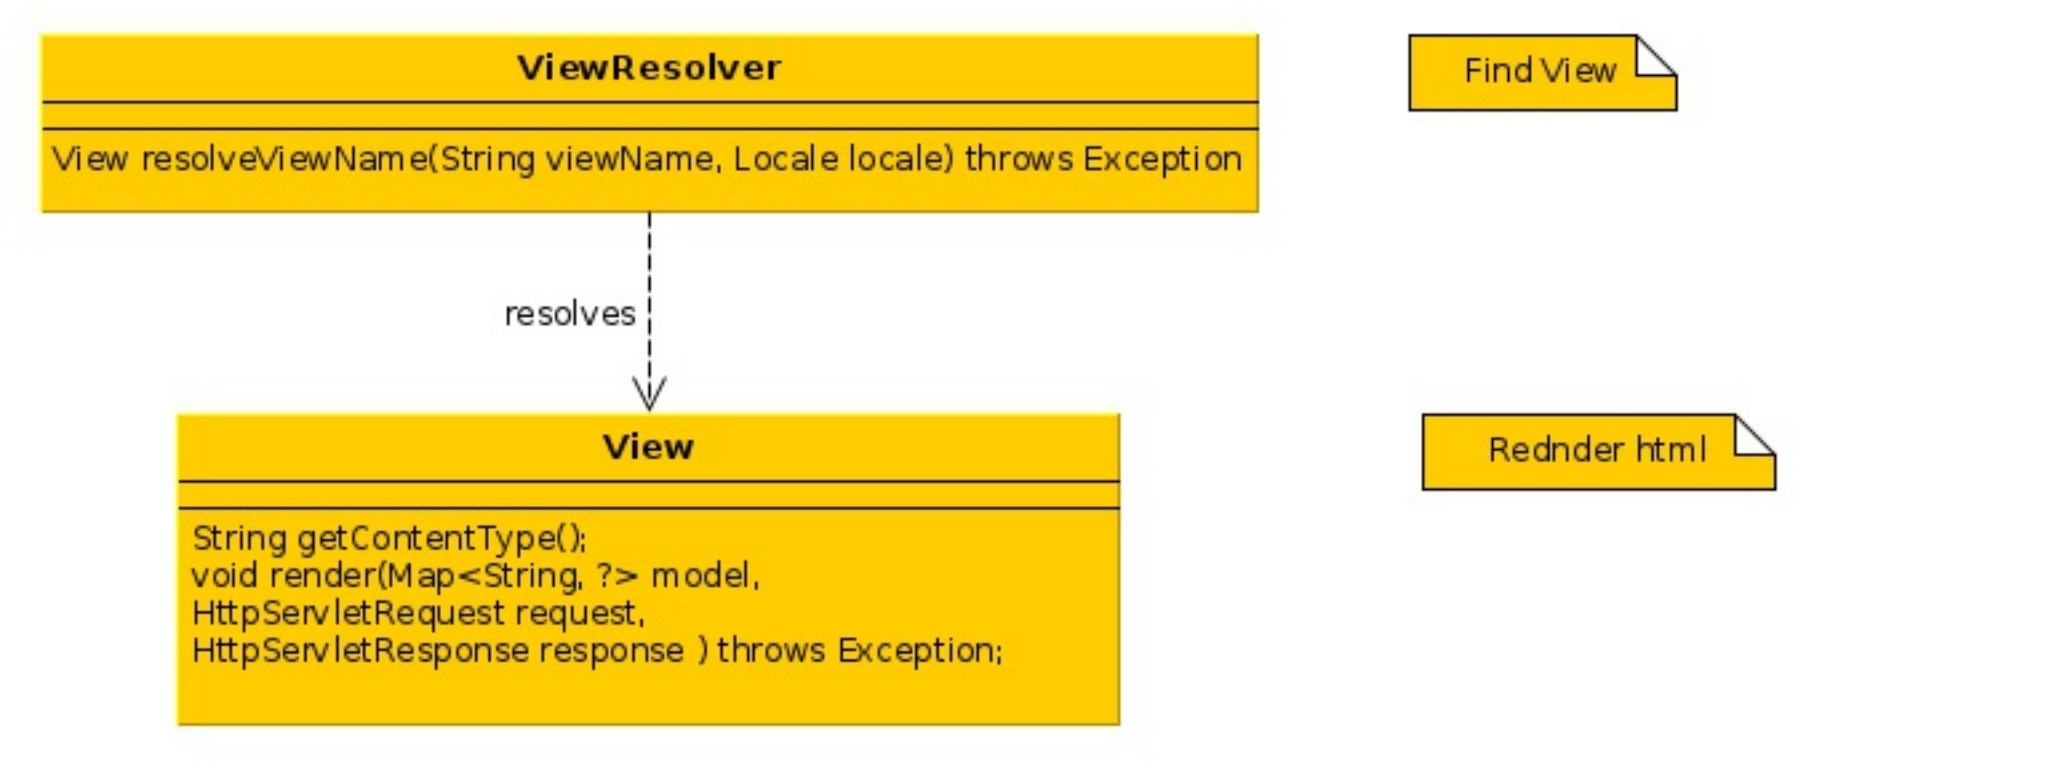 ViewResolver
View resolveViewName(String viewName, Locale locale) throws Exception
Find View
resolves
View
String getContentType();
void render(Map<String, ?> model,
HttpServletRequest request,
HttpServletResponse response ) throws Exception;
Rednder html